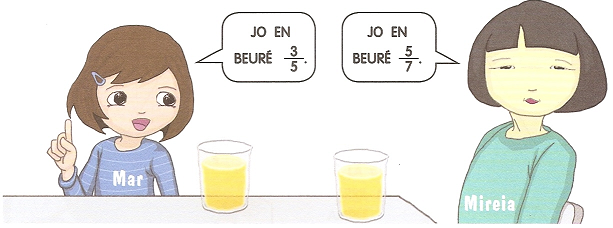 JO EN
BEURÉ 3/5.
JO EN
BEURÉ 5/7.
Mar
Mireia